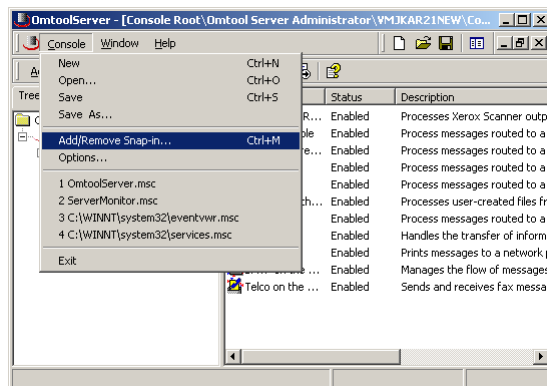 OmtoolServer - [Console Root\Omtool Server Administrator\VMJKAR21NEW\Co...
Console Window Help
New Ctrl+N
Open... Ctrl+O
Save Ctrl+S
Save As...
Add/Remove Snap-in... Ctrl+M
Options...
1 OmtoolServer.msc
2 ServerMonitor.msc
3 C:\WINNT\system32\eventvwr.msc
4 C:\WINNT\system32\services.msc
Exit
Tree
Status Description
R... Enabled Processes Xerox Scanner outp
Enabled Process messages routed to a
Enabled Process messages routed to a
Enabled Process messages routed to a
Enabled Process messages routed to a
Enabled Processes user-created files fr
Enabled Process messages routed to a
Enabled Handles the transfer of inform
Enabled Prints messages to a network
Enabled Manages the flow of messages
Telco on the ... Enabled Sends and receives fax messa